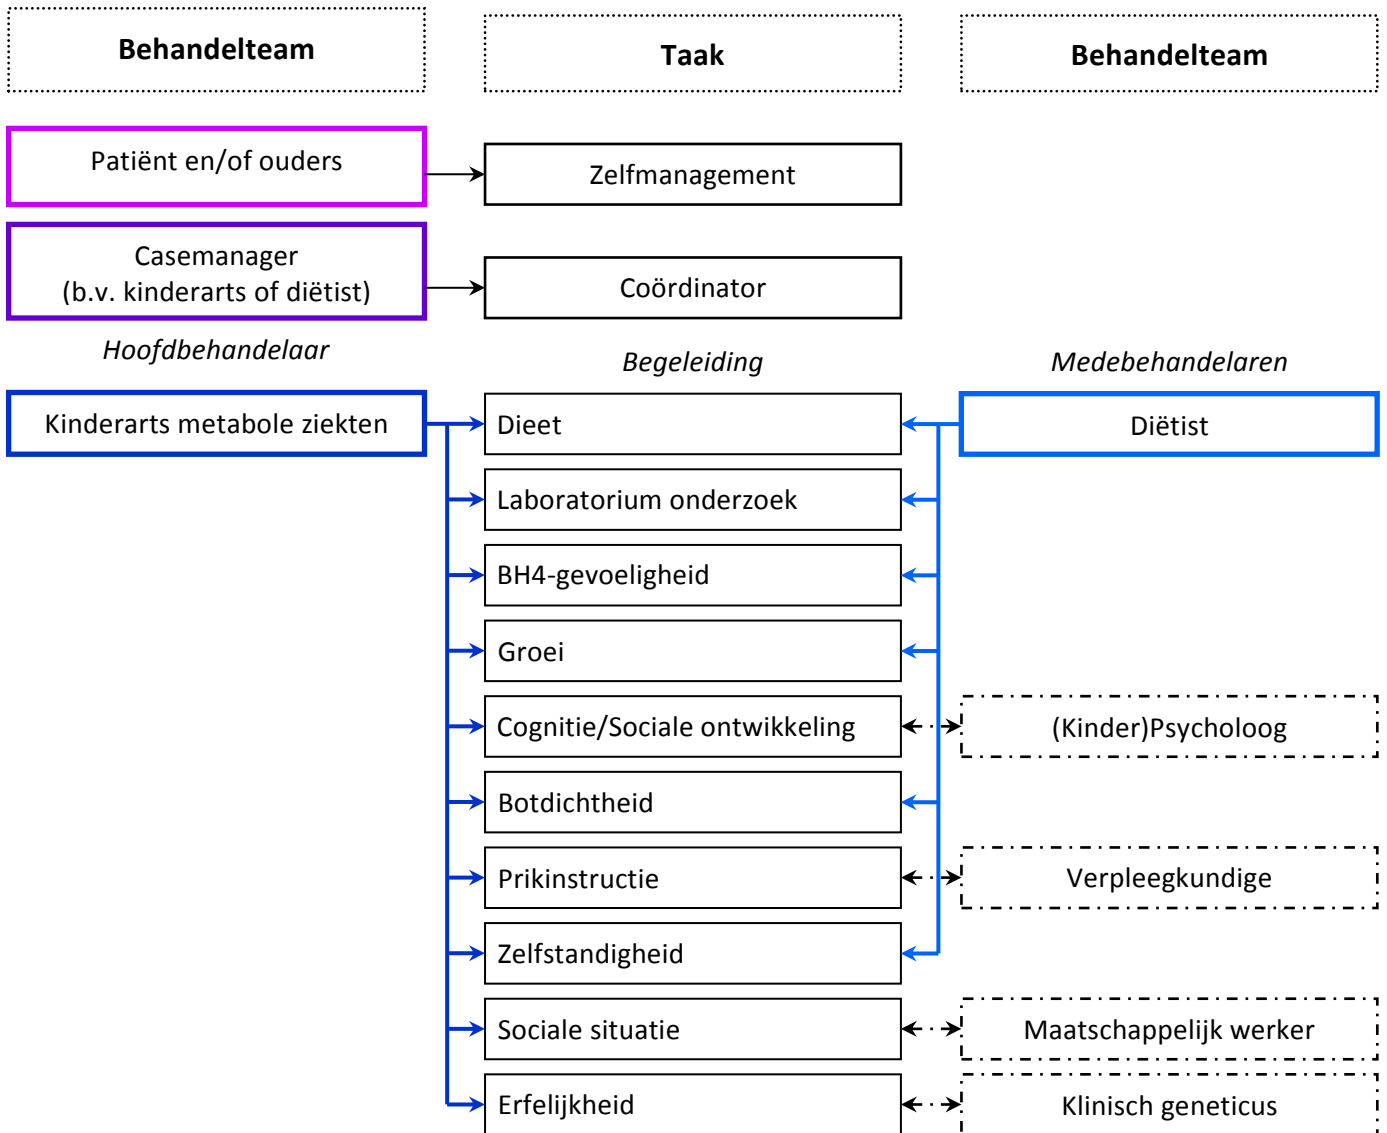 Behandelteam
Taak
Behandelteam
Patiënt en/of ouders
Zelfmanagement
Casemanager
(b.v. kinderarts of diëtist)
Coördinator
Hoofdbehandelaar
Begeleiding
Medebehandelaren
Kinderarts metabole ziekten
Dieet
Diëtist
Laboratorium onderzoek
BH4-gevoeligheid
Groei
Cognitie/Sociale ontwikkeling
(Kinder)Psycholoog
Botdichtheid
Prikinstructie
Verpleegkundige
Zelfstandigheid
Sociale situatie
Maatschappelijk werker
Erfelijkheid
Klinisch geneticus